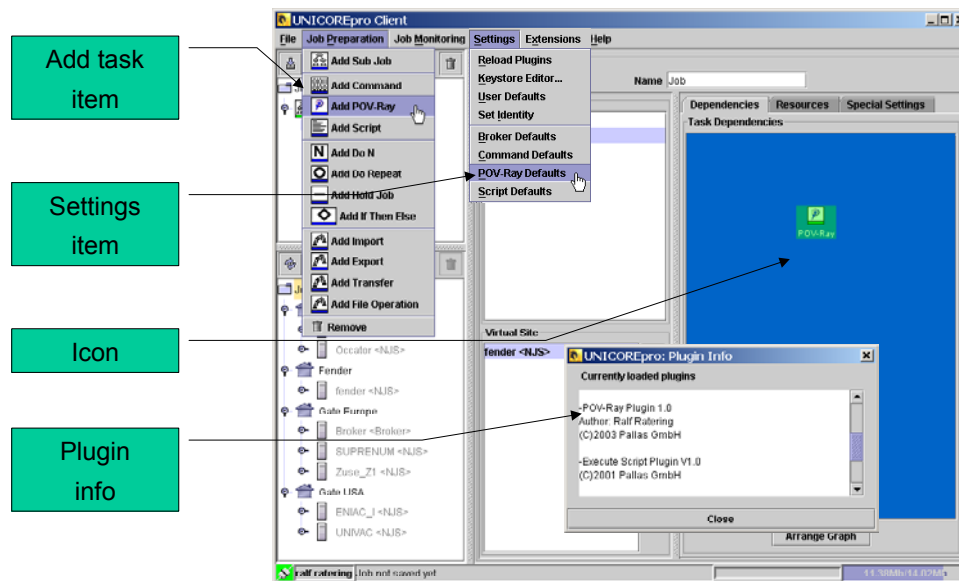 Add task
item
Settings
item
Icon
Plugin
info
UNICOREpro Client
File Job Preparation Job Monitoring Settings Extensions Help
Add Sub Job
Add Command
Add POV-Ray
Add Script
Add Do N
Add Do Repeat
Add Hold Job
Add If Then Else
Add Import
Add Export
Add Transfer
Add File Operation
Remove
Reload Plugins
Keystore Editor...
User Defaults
Set Identity
Broker Defaults
Command Defaults
POV-Ray Defaults
Script Defaults
Name Job
Dependencies Resources Special Settings
Task Dependencies
POV-Ray
Occator <NJS>
Fender
fender <NJS>
Gate Europe
Broker <Broker>
SUPRENUM <NJS>
Zuse_Z1 <NJS>
Gate USA
ENIAC_I <NJS>
UNIVAC <NJS>
Virtual Site
fender <NJS>
UNICOREpro: Plugin Info
Currently loaded plugins
-POV-Ray Plugin 1.0
Author: Ralf Ratering
(C)2003 Pallas GmbH
-Execute Script Plugin V1.0
(C)2001 Pallas GmbH
Close
Arrange Graph
ralf ratering Job not saved yet
11.38Mb/14.02Mb